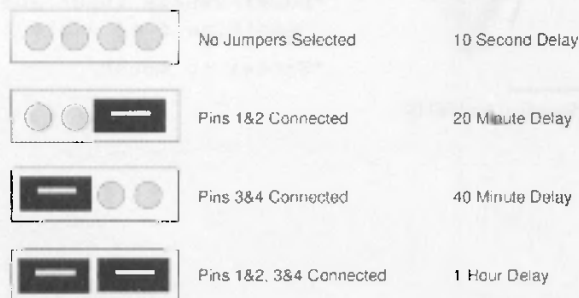 No Jumpers Selected 10 Second Delay
Pins 1&2 Connected 20 Minute Delay
Pins 3&4 Connected 40 Minute Delay
Pins 1&2, 3&4 Connected 1 Hour Delay